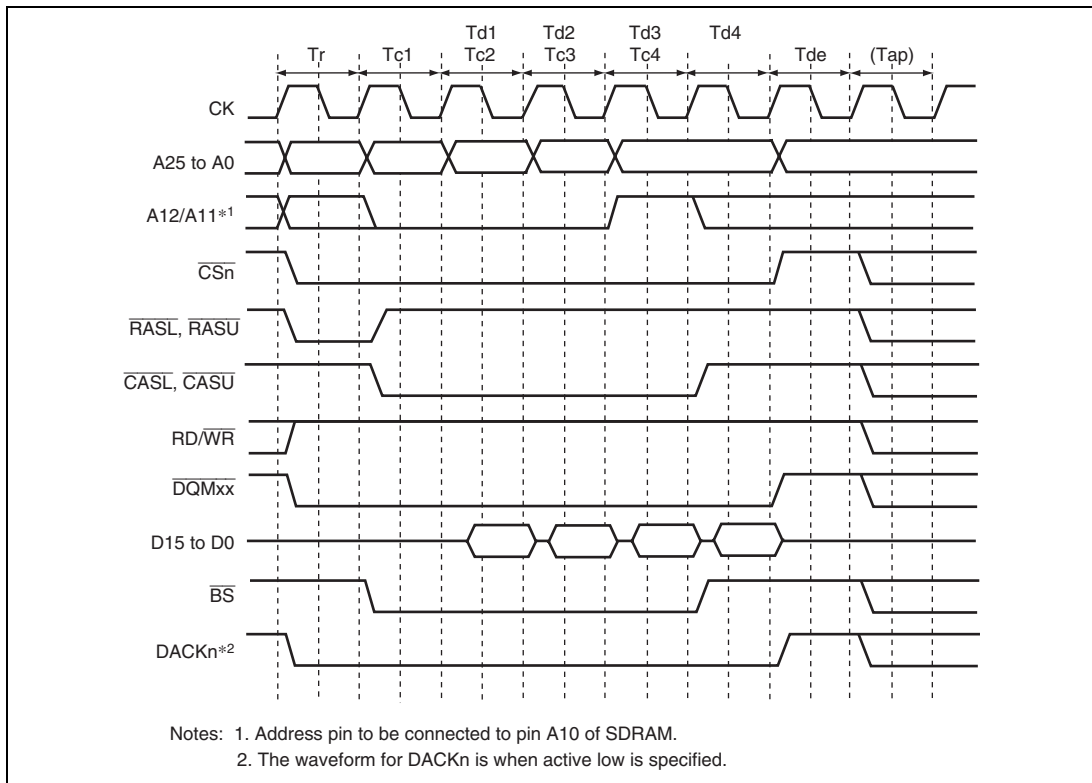 Td1 Td2 Td3 Td4
Tr Tc1 Tc2 Tc3 Tc4 Tde (Tap)
CK
A25 to A0
A12/A11*1
CSn
RASL, RASU
CASL, CASU
RD/WR
DQMxx
D15 to D0
BS
DACKn*2
Notes: 1. Address pin to be connected to pin A10 of SDRAM.
2. The waveform for DACKn is when active low is specified.